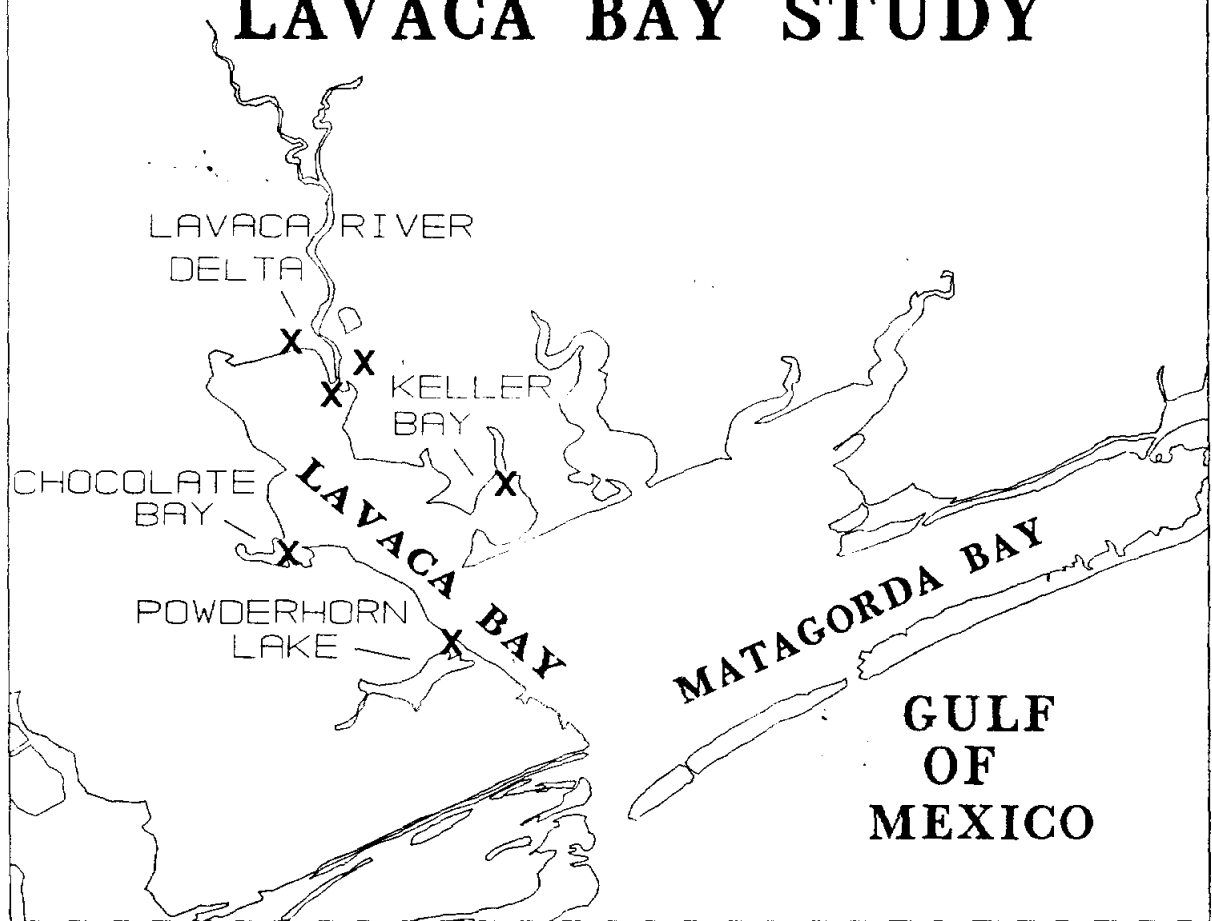 LAVACA BAY STUDY
LAVACA RIVER
DELTA
X
X
X
KELLER
BAY
X
CHOCOLATE
BAY
X
LAVACA BAY
POWDERHORN
LAKE
X
MATAGORDA BAY
GULF
OF
MEXICO